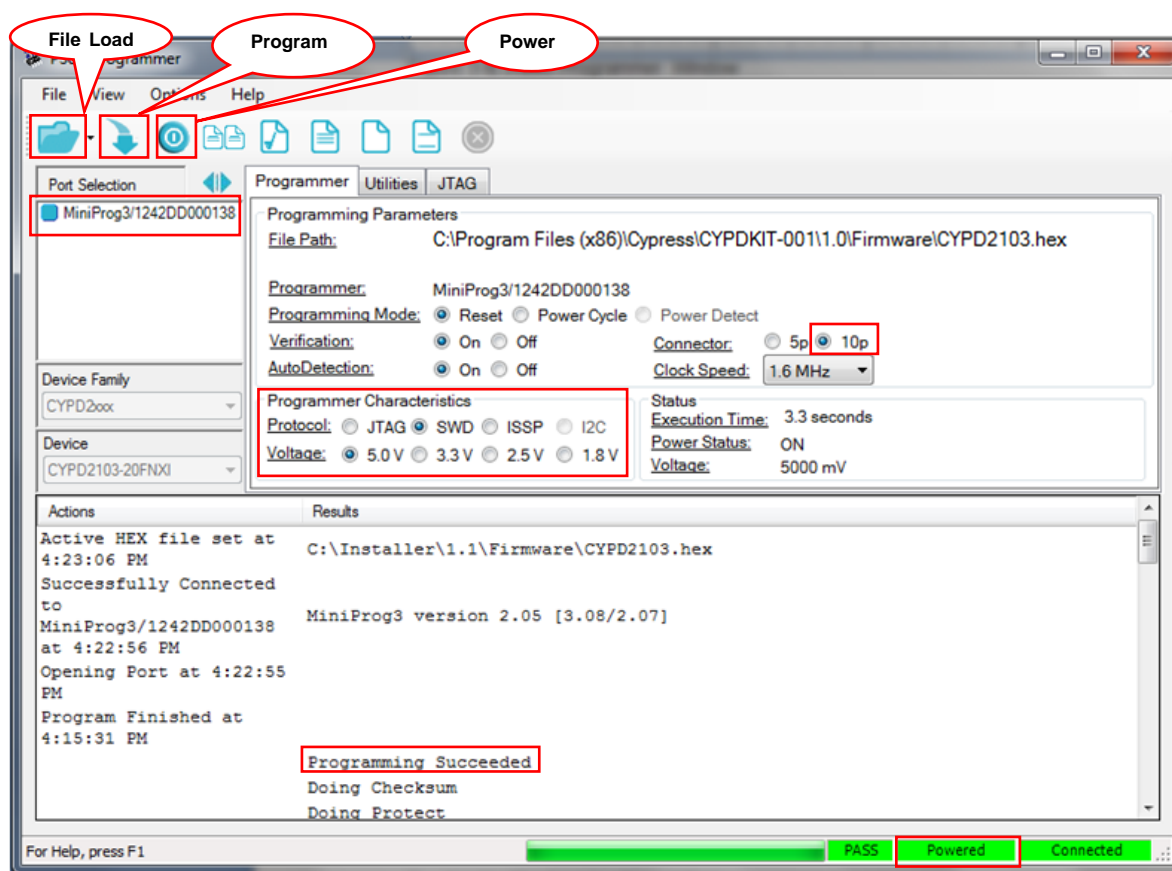 File Load
Program
Power
File View Options Help
Port Selection
MiniProg3/1242DD000138
Device Family
CYPD2xxx
Device
CYPD2103-20FNXI
Programmer Utilities JTAG
Programming Parameters
File Path: C:\Program Files (x86)\Cypress\CYPDKIT-001\1.0\Firmware\CYPD2103.hex
Programmer: MiniProg3/1242DD000138
Programming Mode: Reset Power Cycle Power Detect
Verification: On Off Connector: 5p 10p
AutoDetection: On Off Clock Speed: 1.6 MHz
Programmer Characteristics
Protocol: JTAG SWD ISSP I2C
Voltage: 5.0 V 3.3 V 2.5 V 1.8 V
Status
Execution Time: 3.3 seconds
Power Status: ON
Voltage: 5000 mV
Actions Results
Active HEX file set at
4:23:06 PM
C:\Installer\1.1\Firmware\CYPD2103.hex
Successfully Connected
to
MiniProg3/1242DD000138
at 4:22:56 PM
MiniProg3 version 2.05 [3.08/2.07]
Opening Port at 4:22:55
PM
Program Finished at
4:15:31 PM
Programming Succeeded
Doing Checksum
Doing Protect
For Help, press F1
PASS Powered Connected